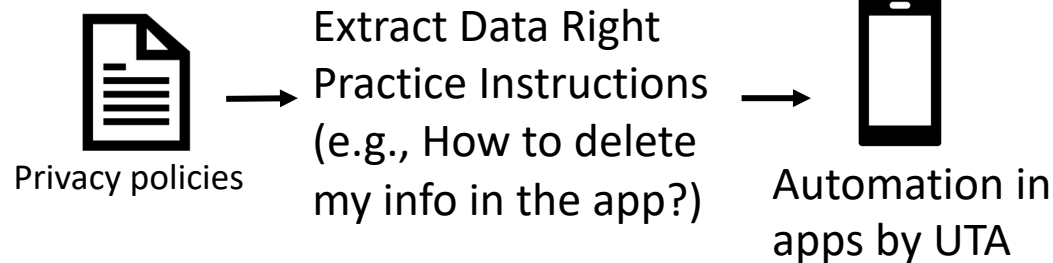 Privacy policies
Extract Data Right
Practice Instructions
(e.g., How to delete
my info in the app?)
Automation in
apps by UTA